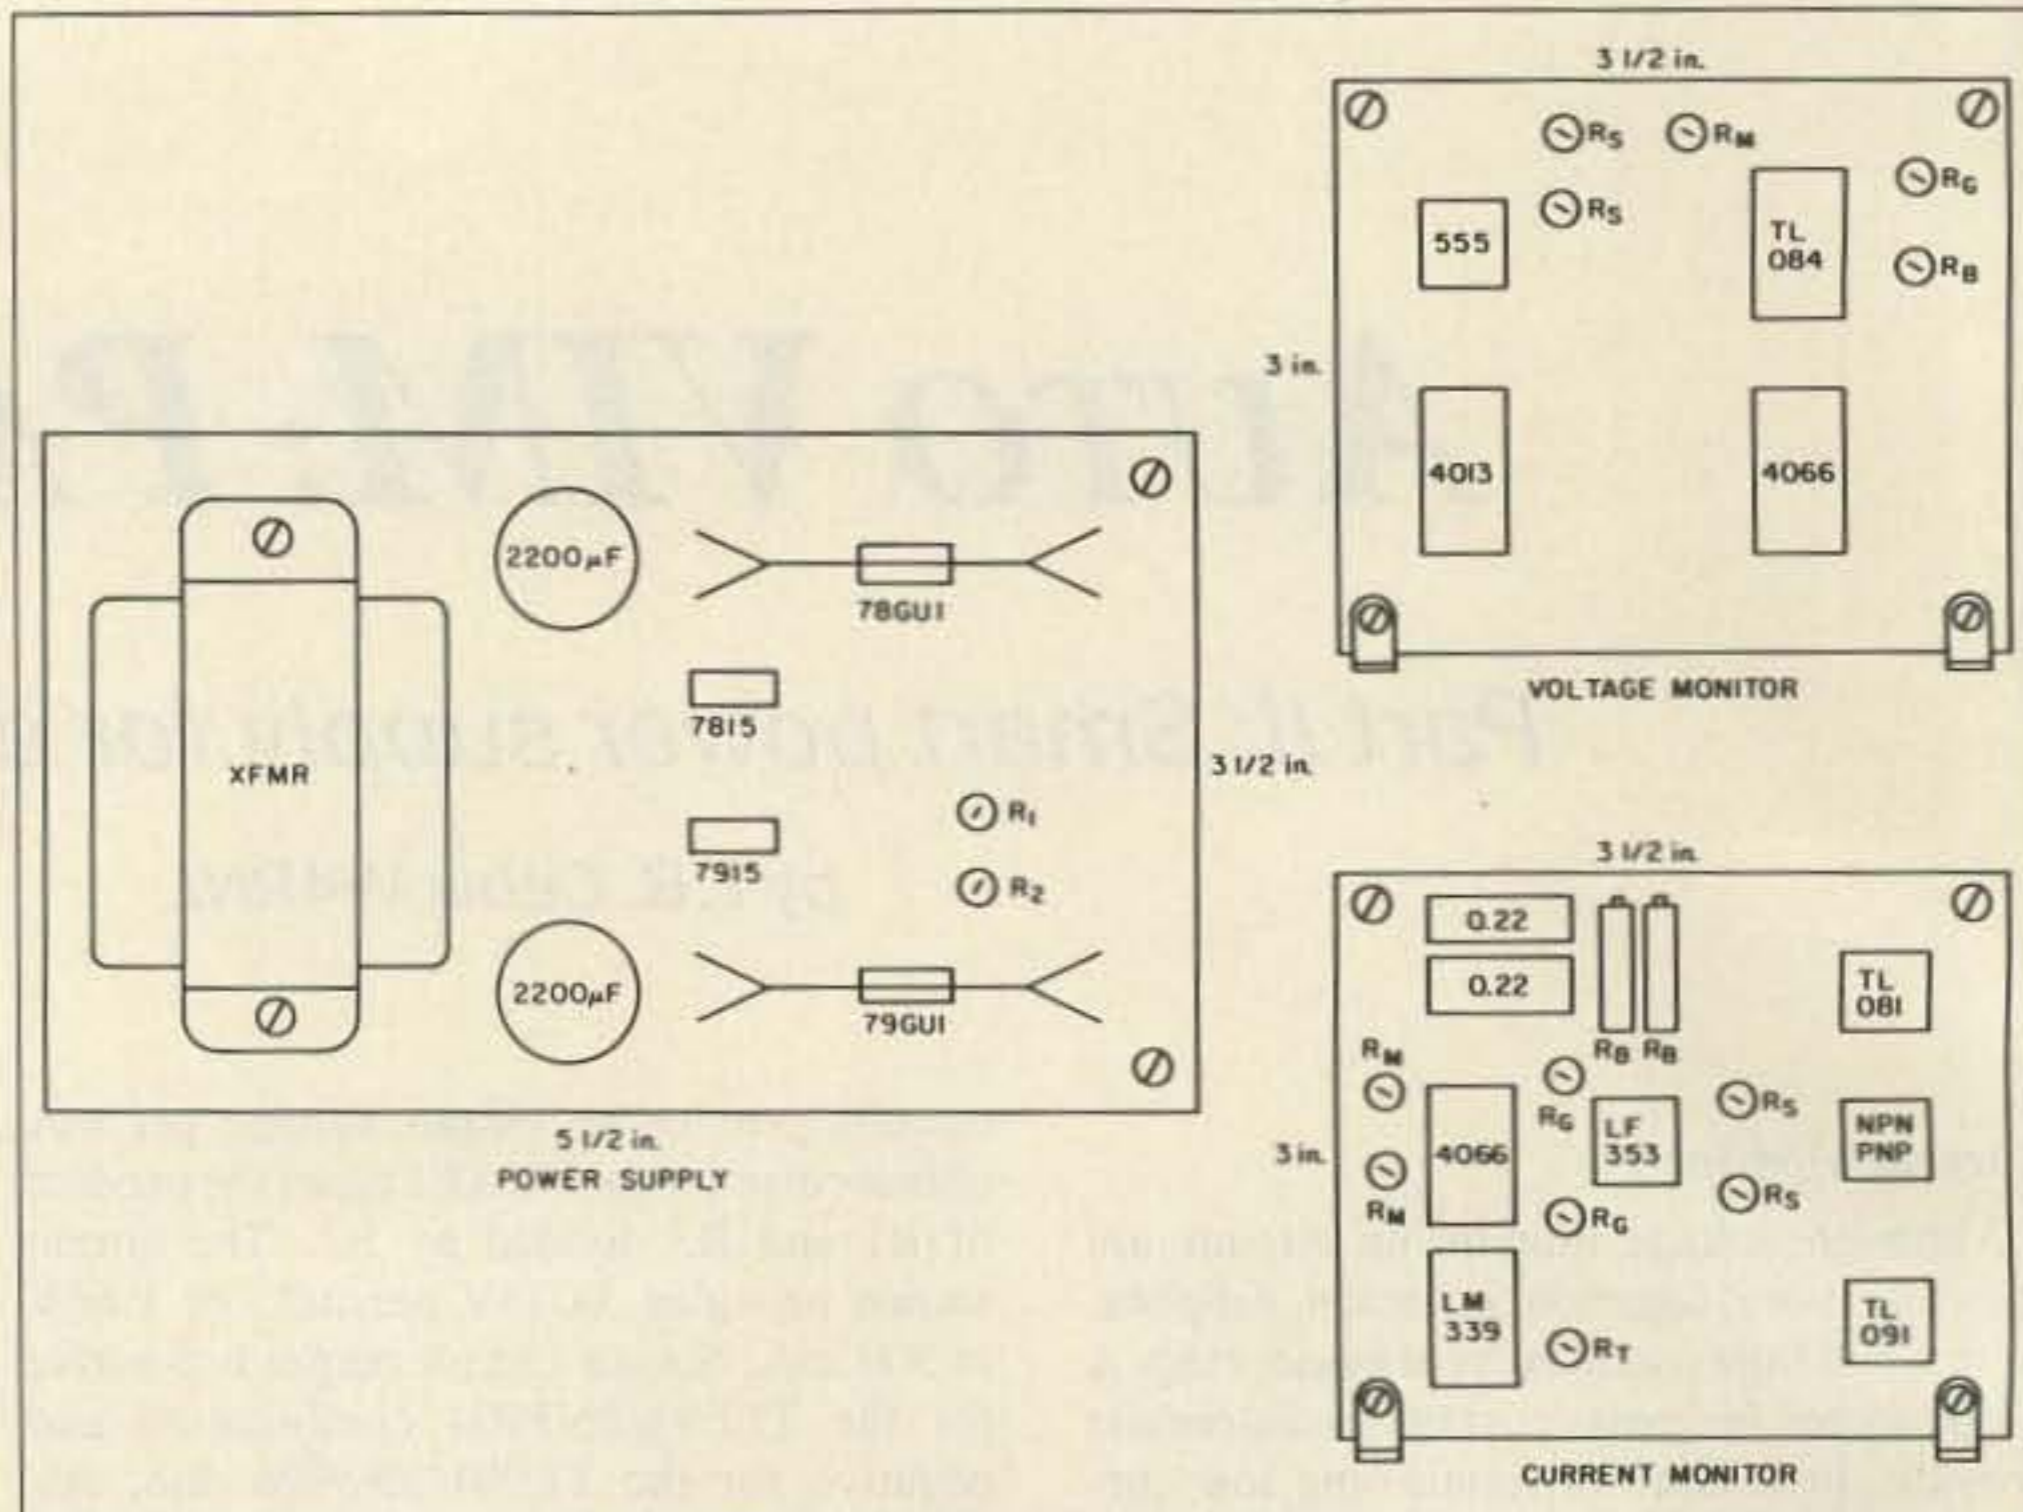 2200µF
78GU1
7815
XFMR
7915
R1
R2
2200µF
79GU1
3 1/2 in.
5 1/2 in.
POWER SUPPLY
3 1/2 in.
RS
RM
RS
RG
RB
555
TL
084
3 in.
4013
4066
VOLTAGE MONITOR
3 1/2 in.
0.22
0.22
TL
081
RM
RB RB
RG
RS
4066
LF
353
NPN
PNP
3 in.
RM
RG
RS
LM
339
RT
TL
091
CURRENT MONITOR